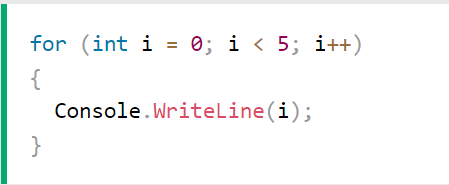 for (int i = 0; i < 5; i++)
{
  Console.WriteLine(i);
}